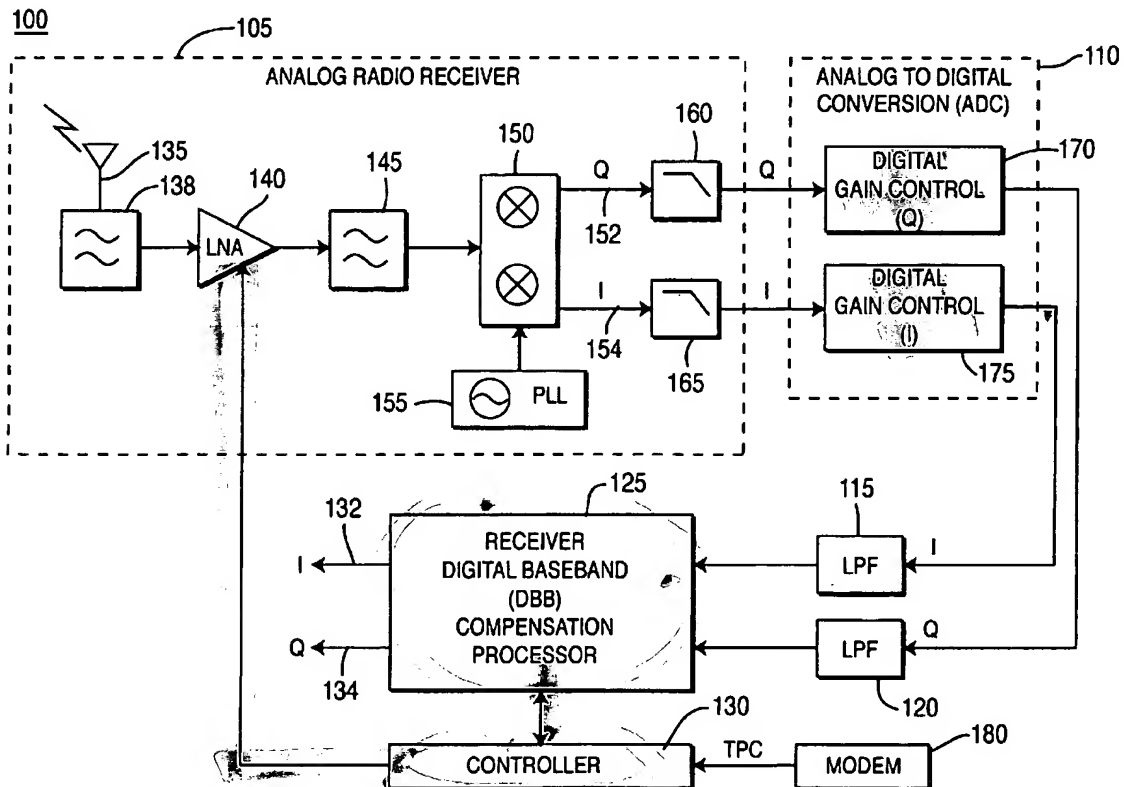 100
105
ANALOG RADIO RECEIVER
110
ANALOG TO DIGITAL
CONVERSION (ADC)
135
138
140
LNA
145
150
Q
152
160
Q
DIGITAL
GAIN CONTROL
(Q)
170
I
154
165
I
DIGITAL
GAIN CONTROL
(I)
175
155
PLL
125
132
I
RECEIVER
DIGITAL BASEBAND
(DBB)
COMPENSATION
PROCESSOR
115
LPF
I
Q
134
LPF
Q
120
130
CONTROLLER
TPC
MODEM
180